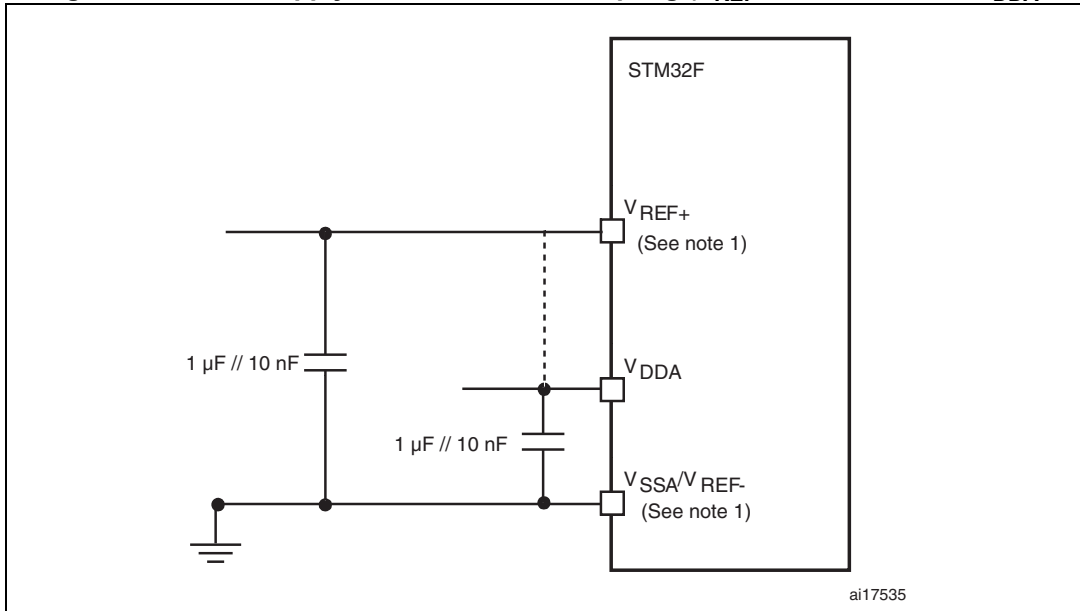 STM32F
VREF+
(See note 1)
1 µF // 10 nF
VDDA
1 µF // 10 nF
VSSA/VREF-
(See note 1)
ai17535